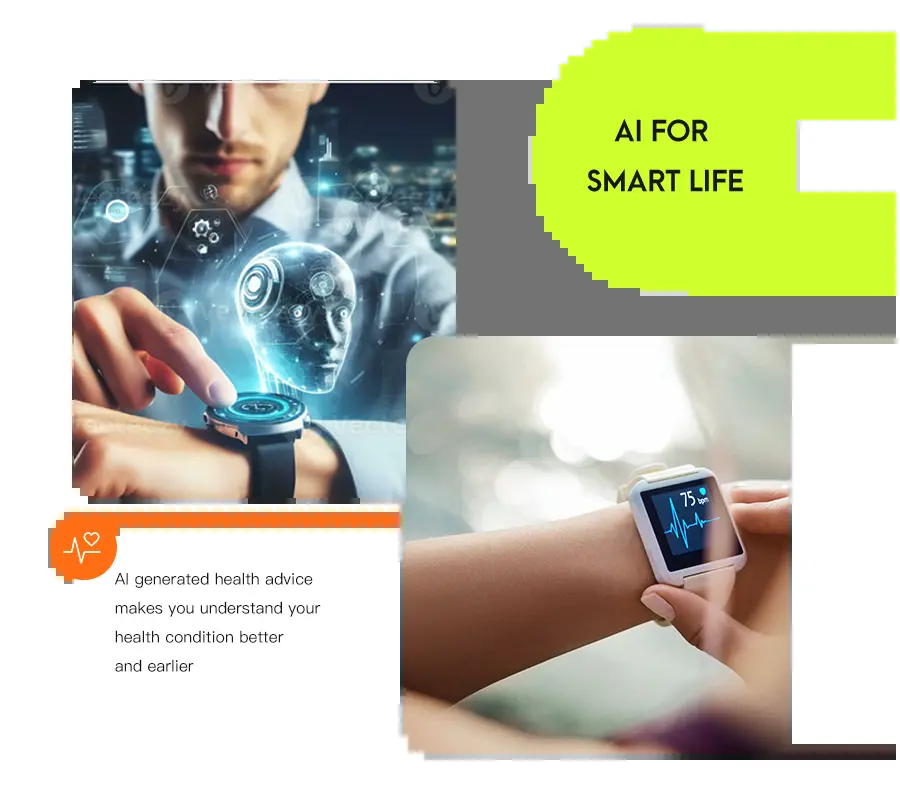 AI FOR
SMART LIFE
75
bpm
AI generated health advice
makes you understand your
health condition better
and earlier